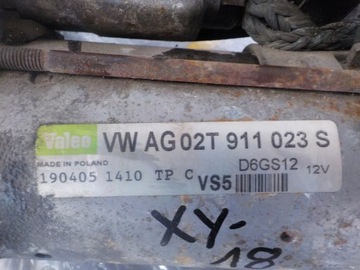 Valeo VW AG 02T 911 023 S
MADE IN POLAND D6GS12 12V
190405 1410 TP C VS5
XY-
18